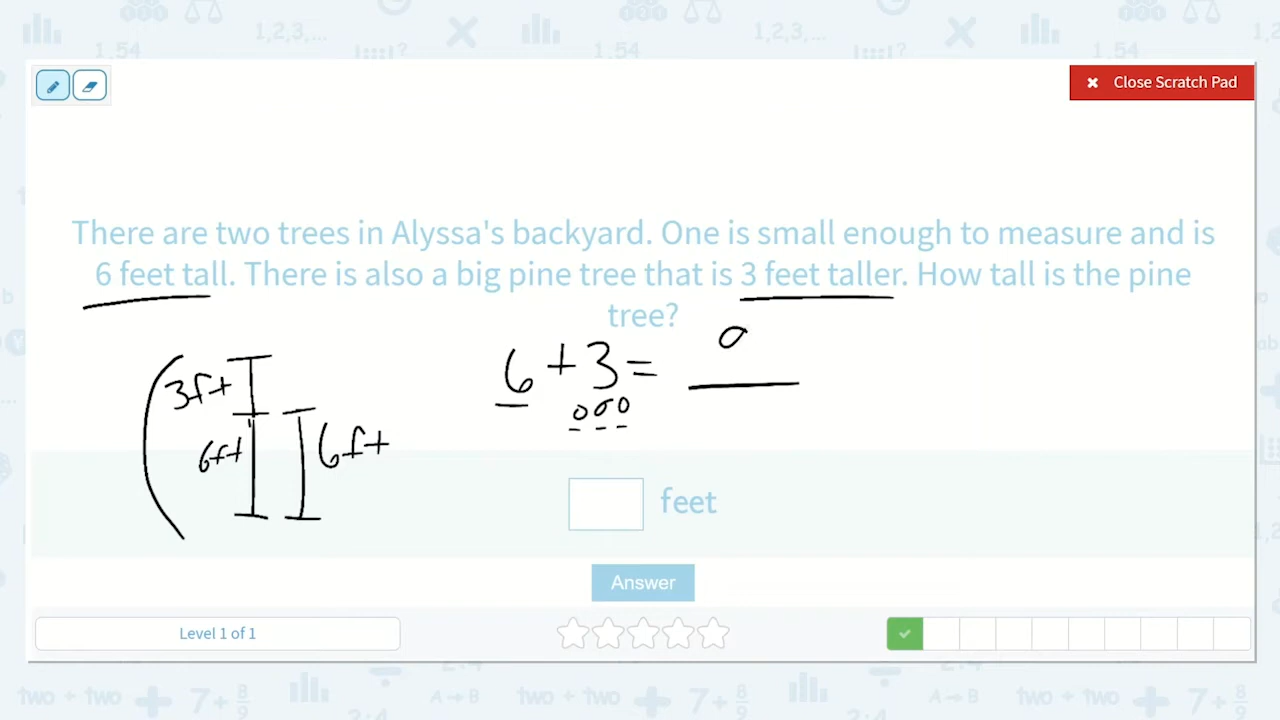 Close Scratch Pad
There are two trees in Alyssa's backyard. One is small enough to measure and is
6 feet tall. There is also a big pine tree that is 3 feet taller. How tall is the pine
tree?
6 + 3 =
3ft
6ft
6ft
feet
Answer
Level 1 of 1